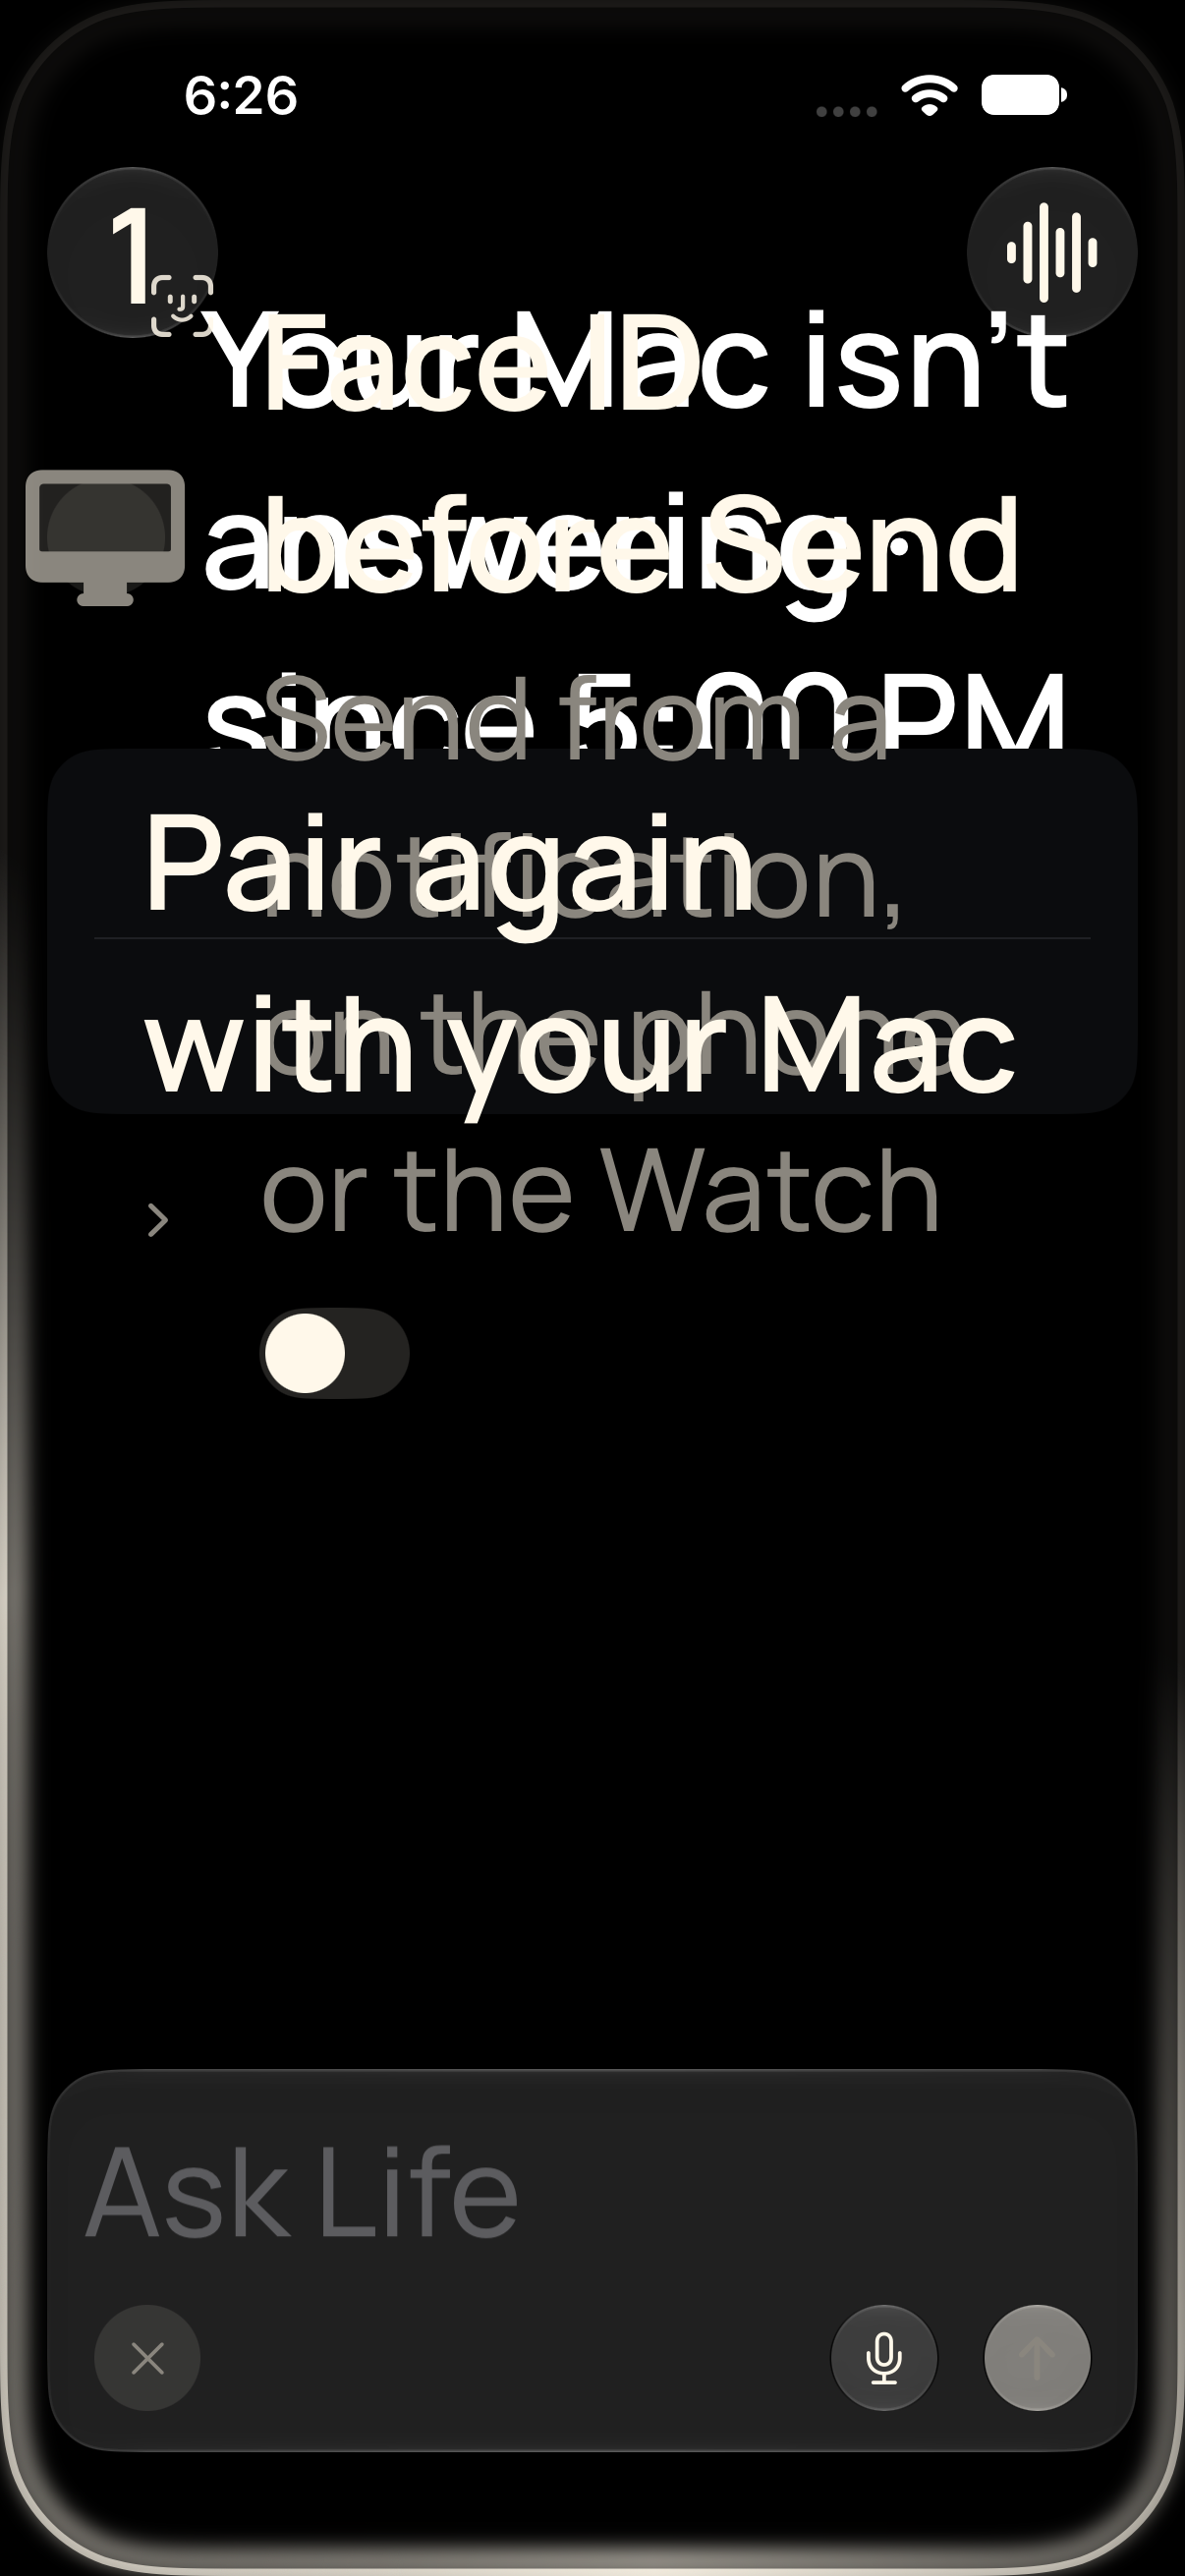 6:26
1
Your Mac isn’t
answering ·
since 5:00 PM
Face ID
before Send
Send from a
notification,
on the phone
or the Watch
Pair again
with your Mac
Ask Life